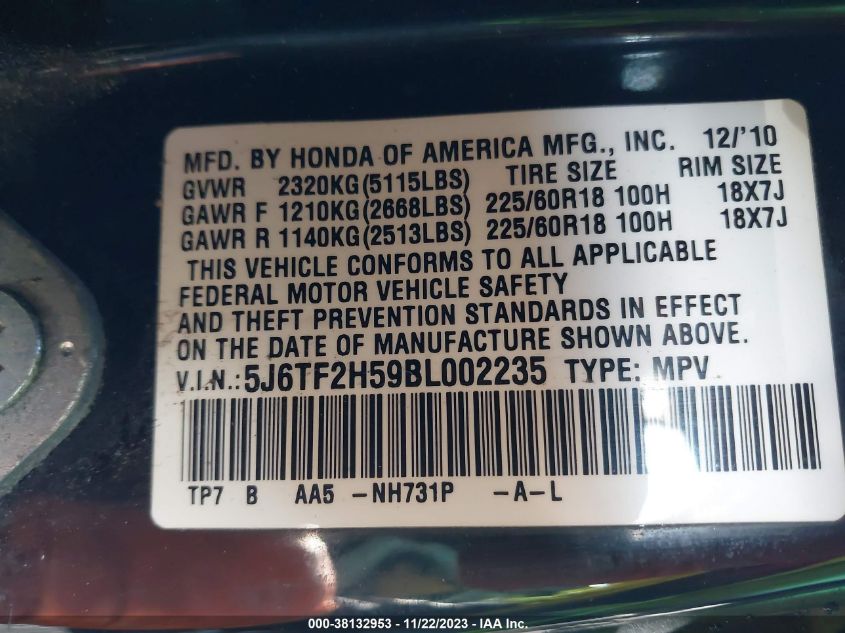 MFD. BY HONDA OF AMERICA MFG., INC. 12/'10
GVWR 2320KG(5115LBS) TIRE SIZE RIM SIZE
GAWR F 1210KG(2668LBS) 225/60R18 100H 18X7J
GAWR R 1140KG(2513LBS) 225/60R18 100H 18X7J
THIS VEHICLE CONFORMS TO ALL APPLICABLE
FEDERAL MOTOR VEHICLE SAFETY
AND THEFT PREVENTION STANDARDS IN EFFECT
ON THE DATE OF MANUFACTURE SHOWN ABOVE.
V.I.N.:5J6TF2H59BL002235 TYPE: MPV
TP7 B AA5 -NH731P -A-L
000-38132953 - 11/22/2023 - IAA Inc.